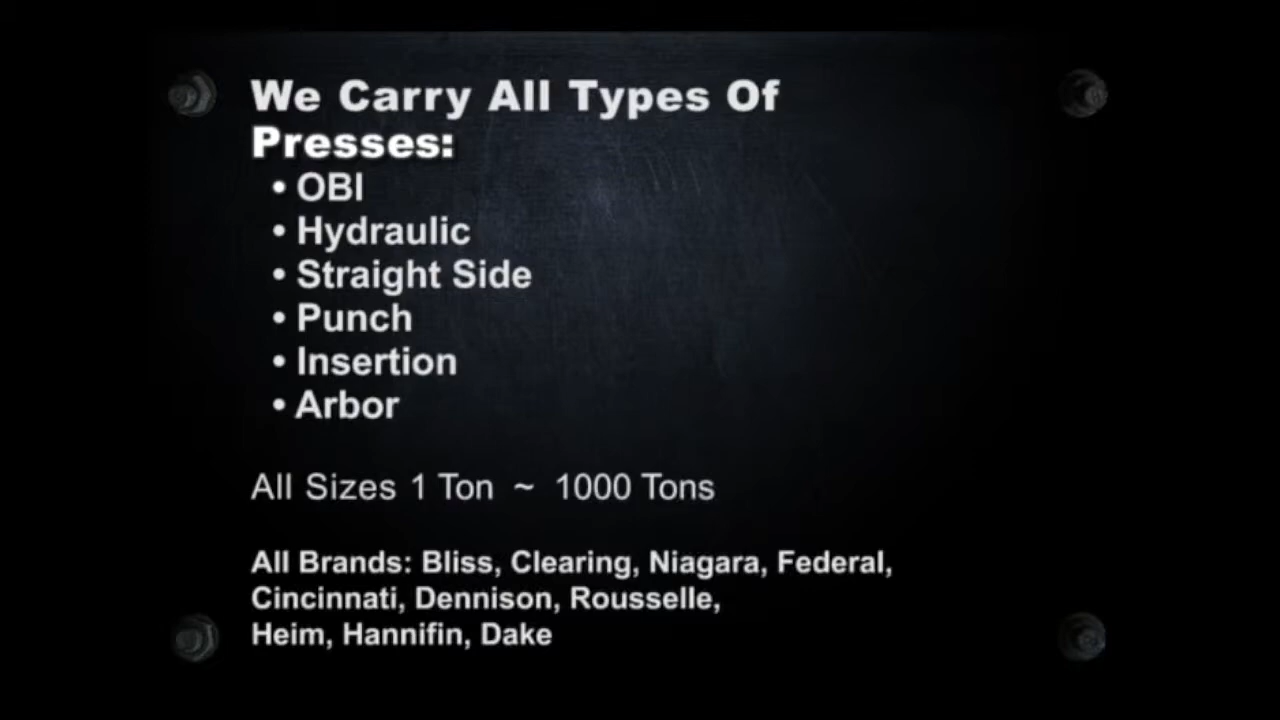 We Carry All Types Of
Presses:
• OBI
• Hydraulic
• Straight Side
• Punch
• Insertion
• Arbor
All Sizes 1 Ton ~ 1000 Tons
All Brands: Bliss, Clearing, Niagara, Federal,
Cincinnati, Dennison, Rousselle,
Heim, Hannifin, Dake